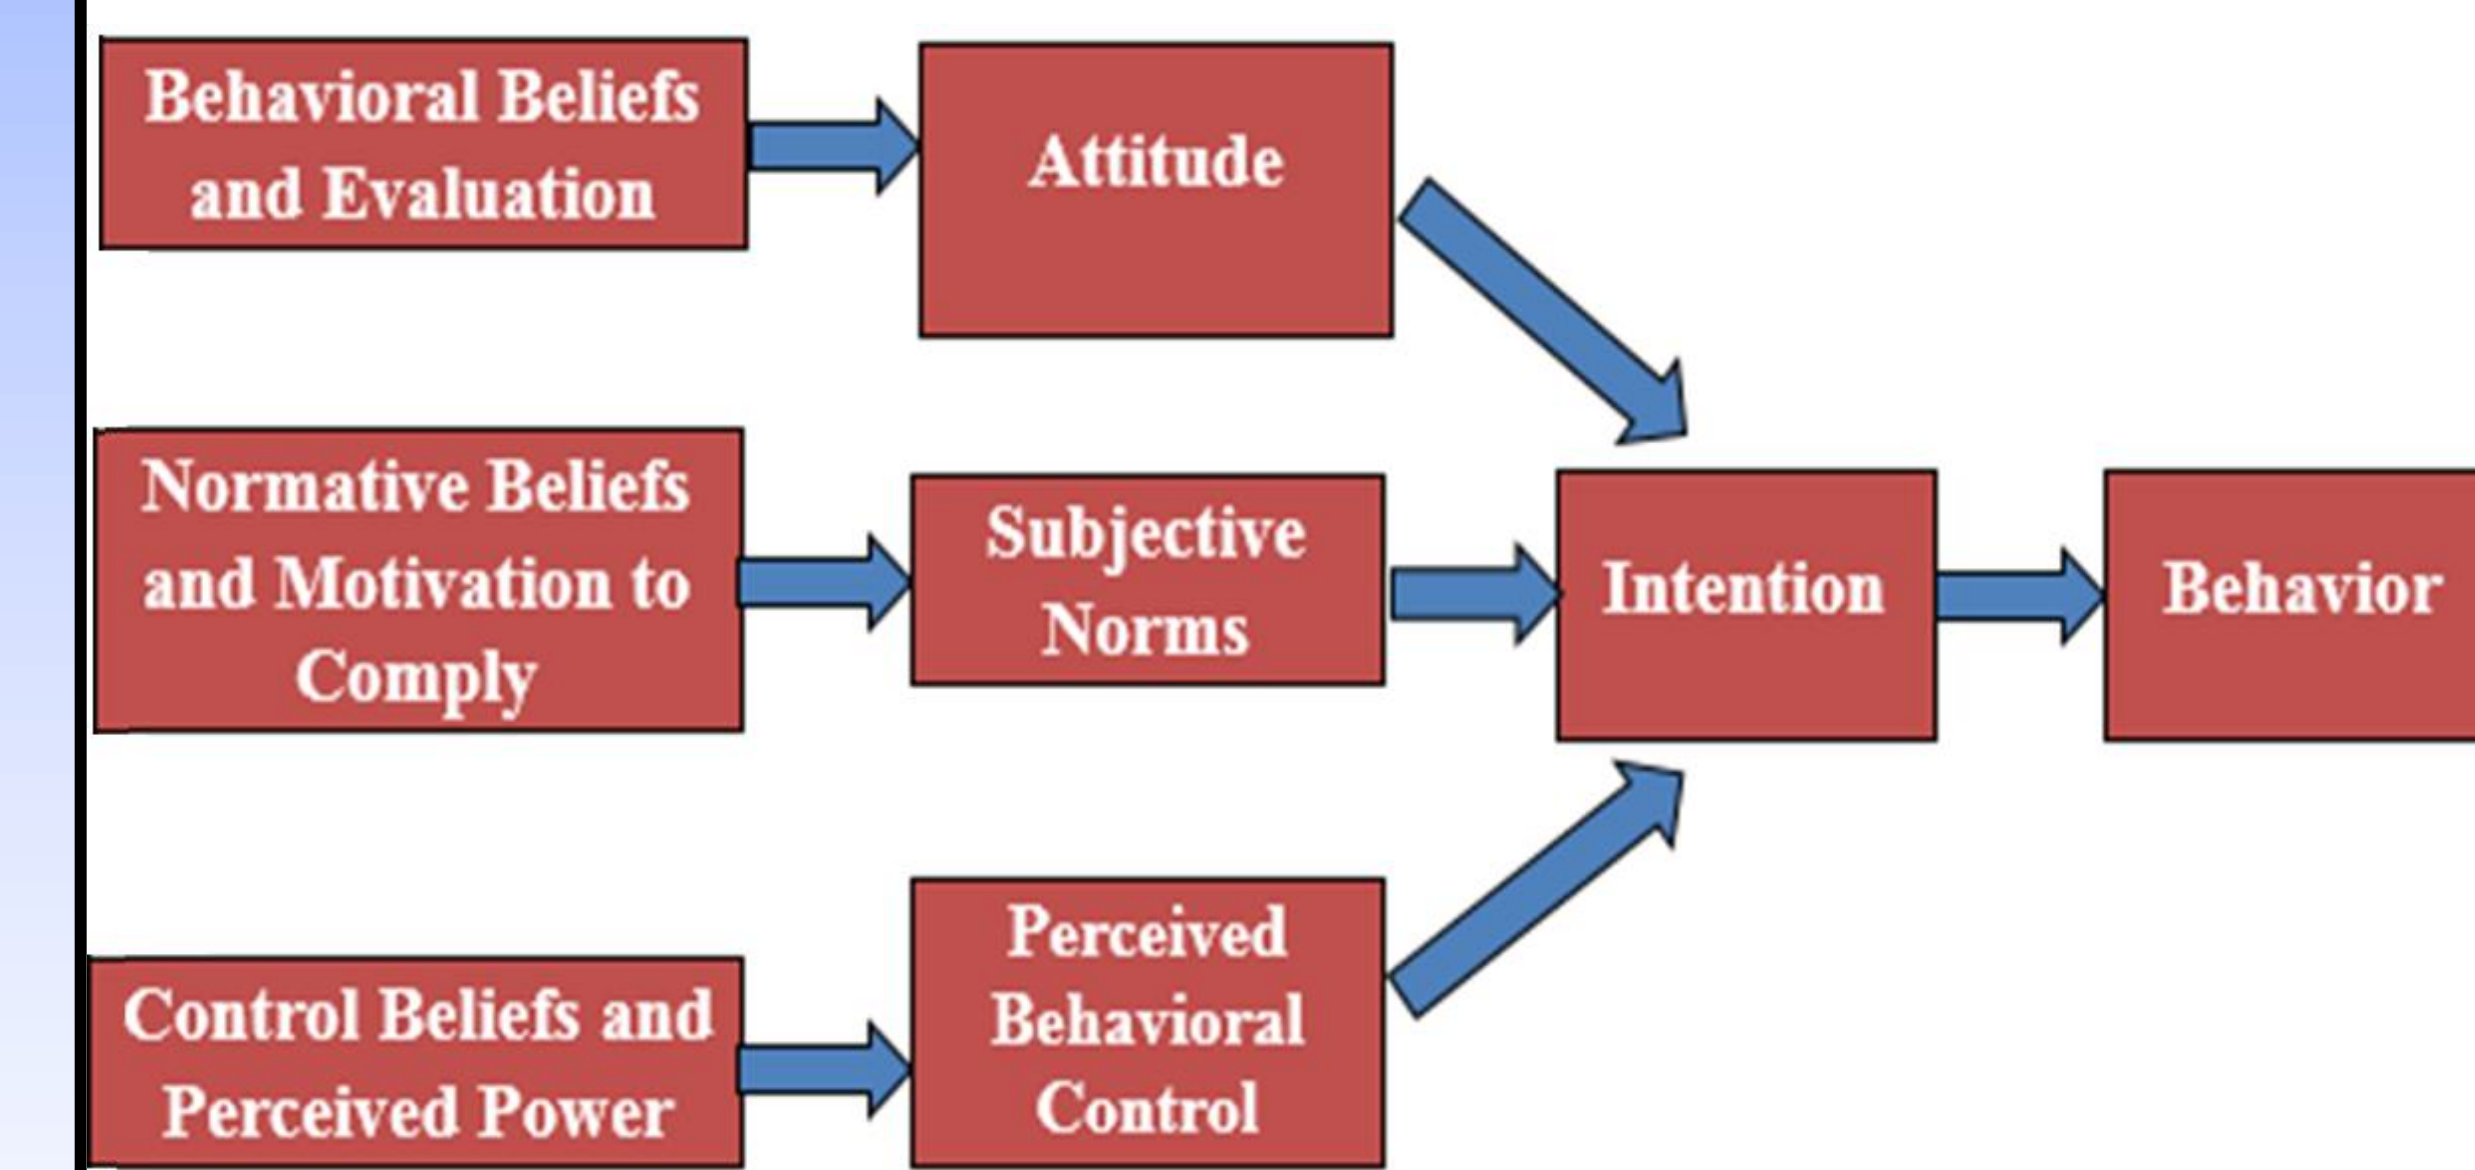 Behavioral Beliefs
and Evaluation
Attitude
Normative Beliefs
and Motivation to
Comply
Subjective
Norms
Intention
Behavior
Control Beliefs and
Perceived Power
Perceived
Behavioral
Control